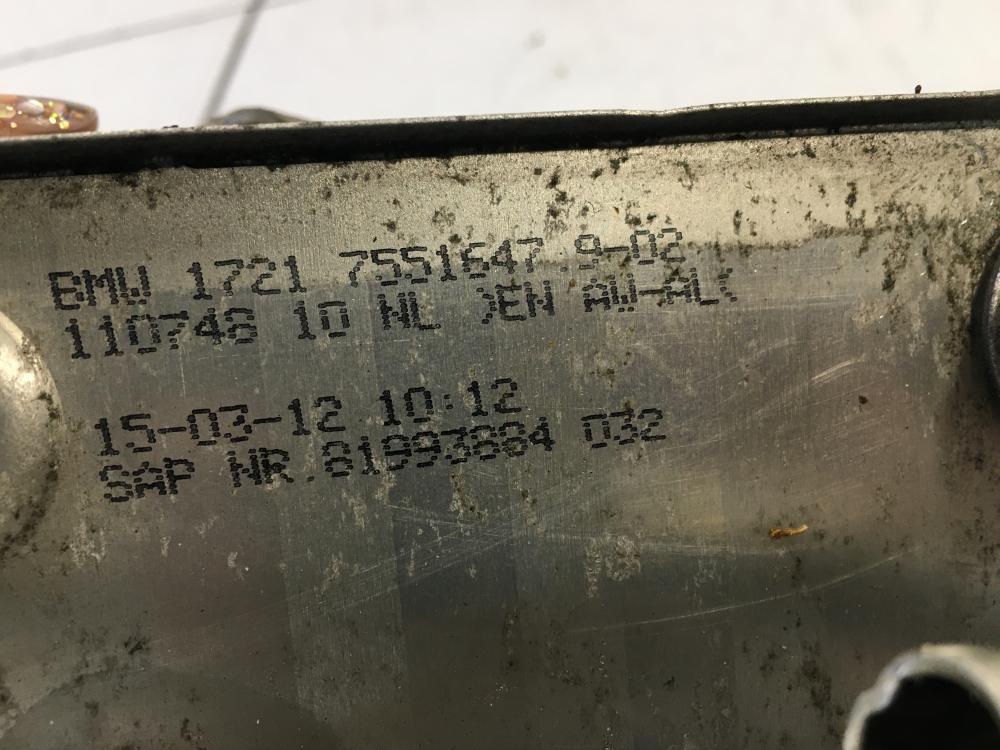 BMW 1721 7551647.9-02
110746 10 NL >EN AW-ALK
15-03-12 10:12
SAP NR. 032